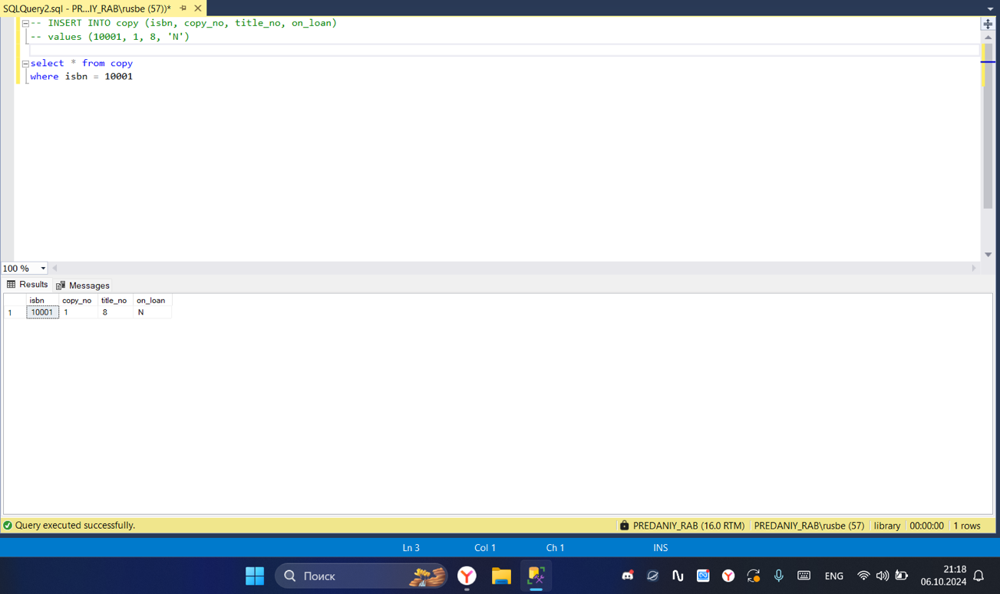 SQLQuery2.sql - PR...IY_RAB\rusbe (57))*
-- INSERT INTO copy (isbn, copy_no, title_no, on_loan)
-- values (10001, 1, 8, 'N')
select * from copy
where isbn = 10001
100 %
Results Messages
isbn copy_no title_no on_loan
1 10001 1 8 N
Query executed successfully. PREDANIY_RAB (16.0 RTM) PREDANIY_RAB\rusbe (57) library 00:00:00 1 rows
Ln 3 Col 1 Ch 1 INS
Поиск ENG 21:18
06.10.2024